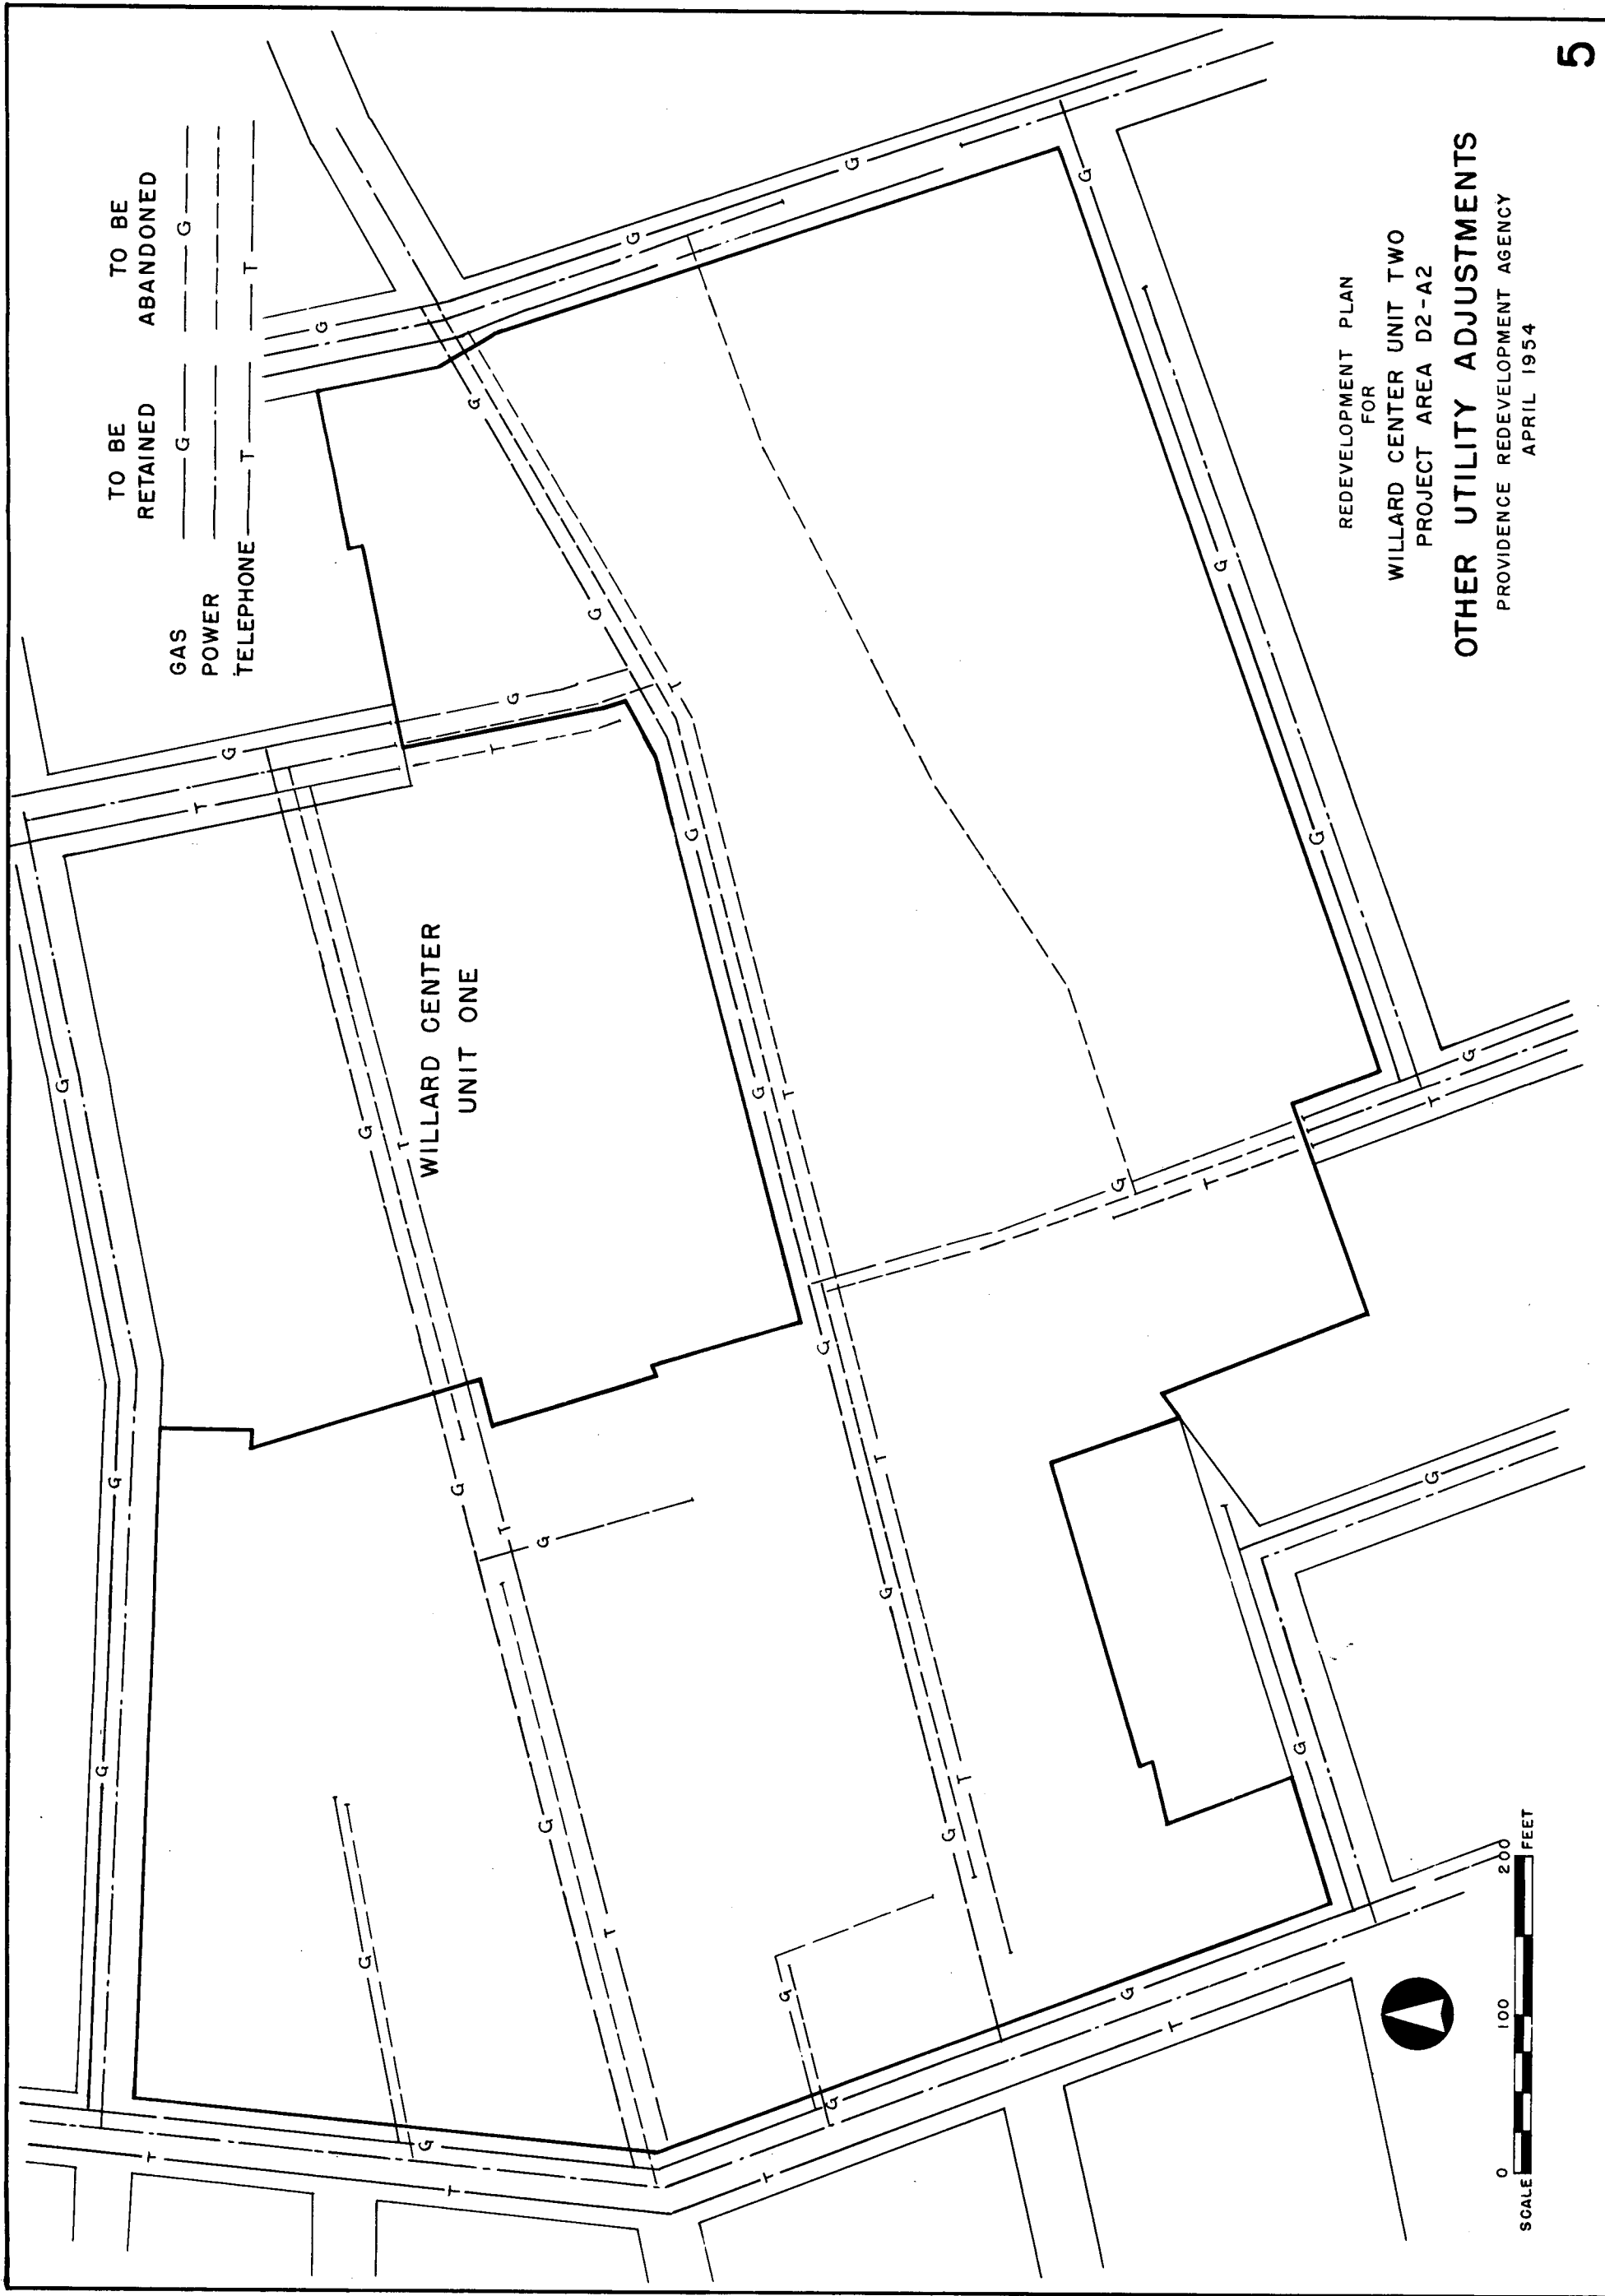 TO BE RETAINED
TO BE ABANDONED
GAS — G — — G —
POWER
TELEPHONE — T — — T —
WILLARD CENTER
UNIT ONE
REDEVELOPMENT PLAN
FOR
WILLARD CENTER UNIT TWO
PROJECT AREA D2-A2
OTHER UTILITY ADJUSTMENTS
PROVIDENCE REDEVELOPMENT AGENCY
APRIL 1954
SCALE 0 100 200 FEET
5